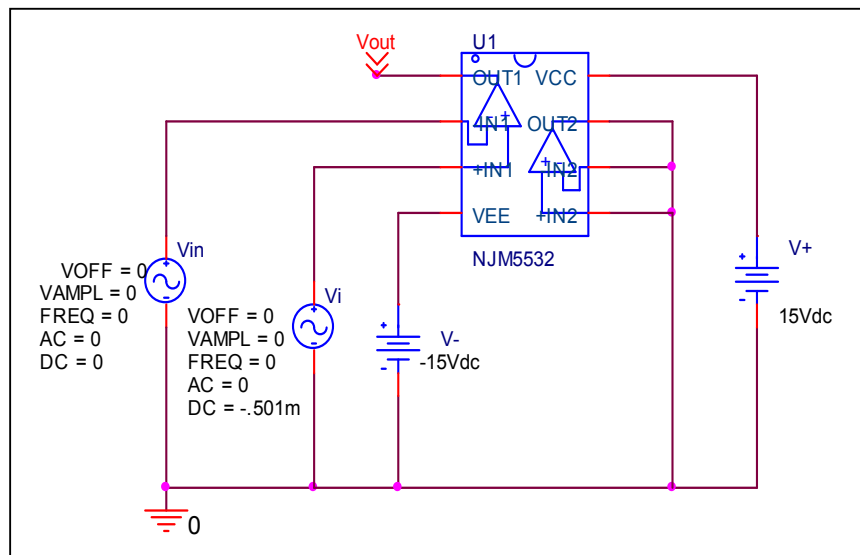 Vout
U1
OUT1
VCC
-IN1
OUT2
+IN1
-IN2
VEE
+IN2
NJM5532
Vin
VOFF = 0
VAMPL = 0
FREQ = 0
AC = 0
DC = 0
Vi
VOFF = 0
VAMPL = 0
FREQ = 0
AC = 0
DC = -.501m
V-
-15Vdc
V+
15Vdc
0